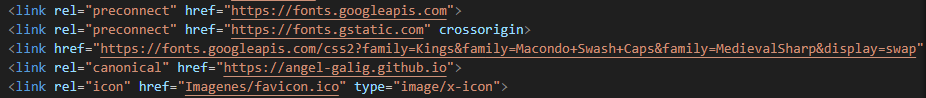 <link rel="preconnect" href="https://fonts.googleapis.com">
<link rel="preconnect" href="https://fonts.gstatic.com" crossorigin>
<link href="https://fonts.googleapis.com/css2?family=Kings&family=Macondo+Swash+Caps&family=MedievalSharp&display=swap"
<link rel="canonical" href="https://angel-galig.github.io">
<link rel="icon" href="Imagenes/favicon.ico" type="image/x-icon">